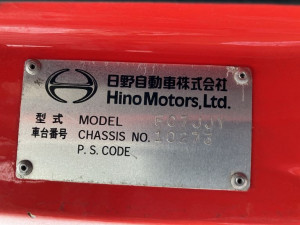 日野自動車株式会社
Hino Motors, Ltd.
型式 MODEL
車台番号 CHASSIS NO. 10273
P. S. CODE